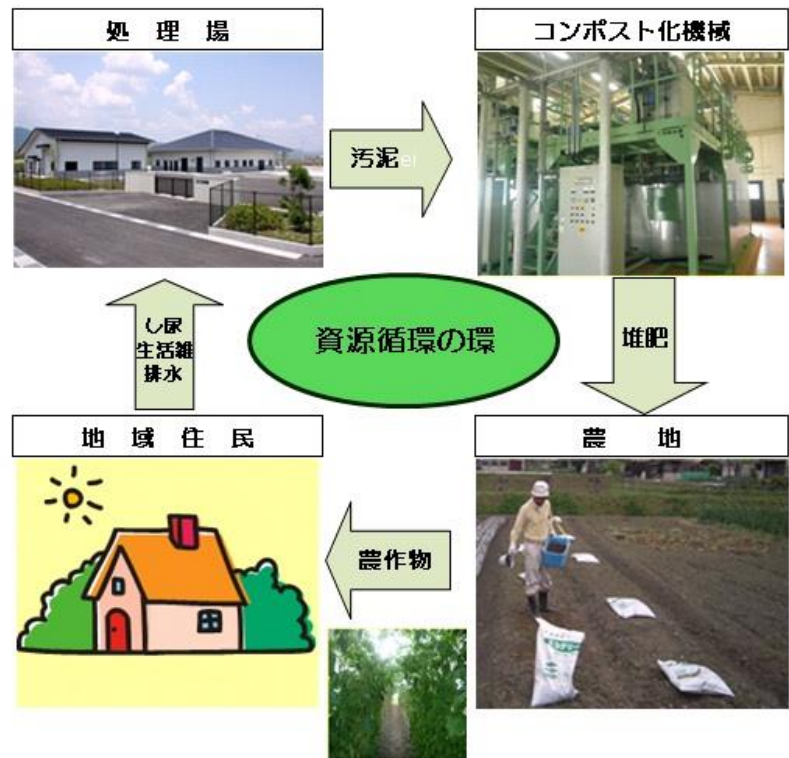 処理場
コンポスト化機械
汚泥
資源循環の環
し尿
生活雑
排水
堆肥
地域住民
農地
農作物